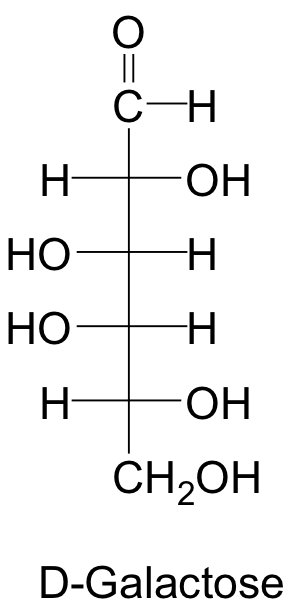 O
C H
H OH
HO H
HO H
H OH
CH2OH
D-Galactose